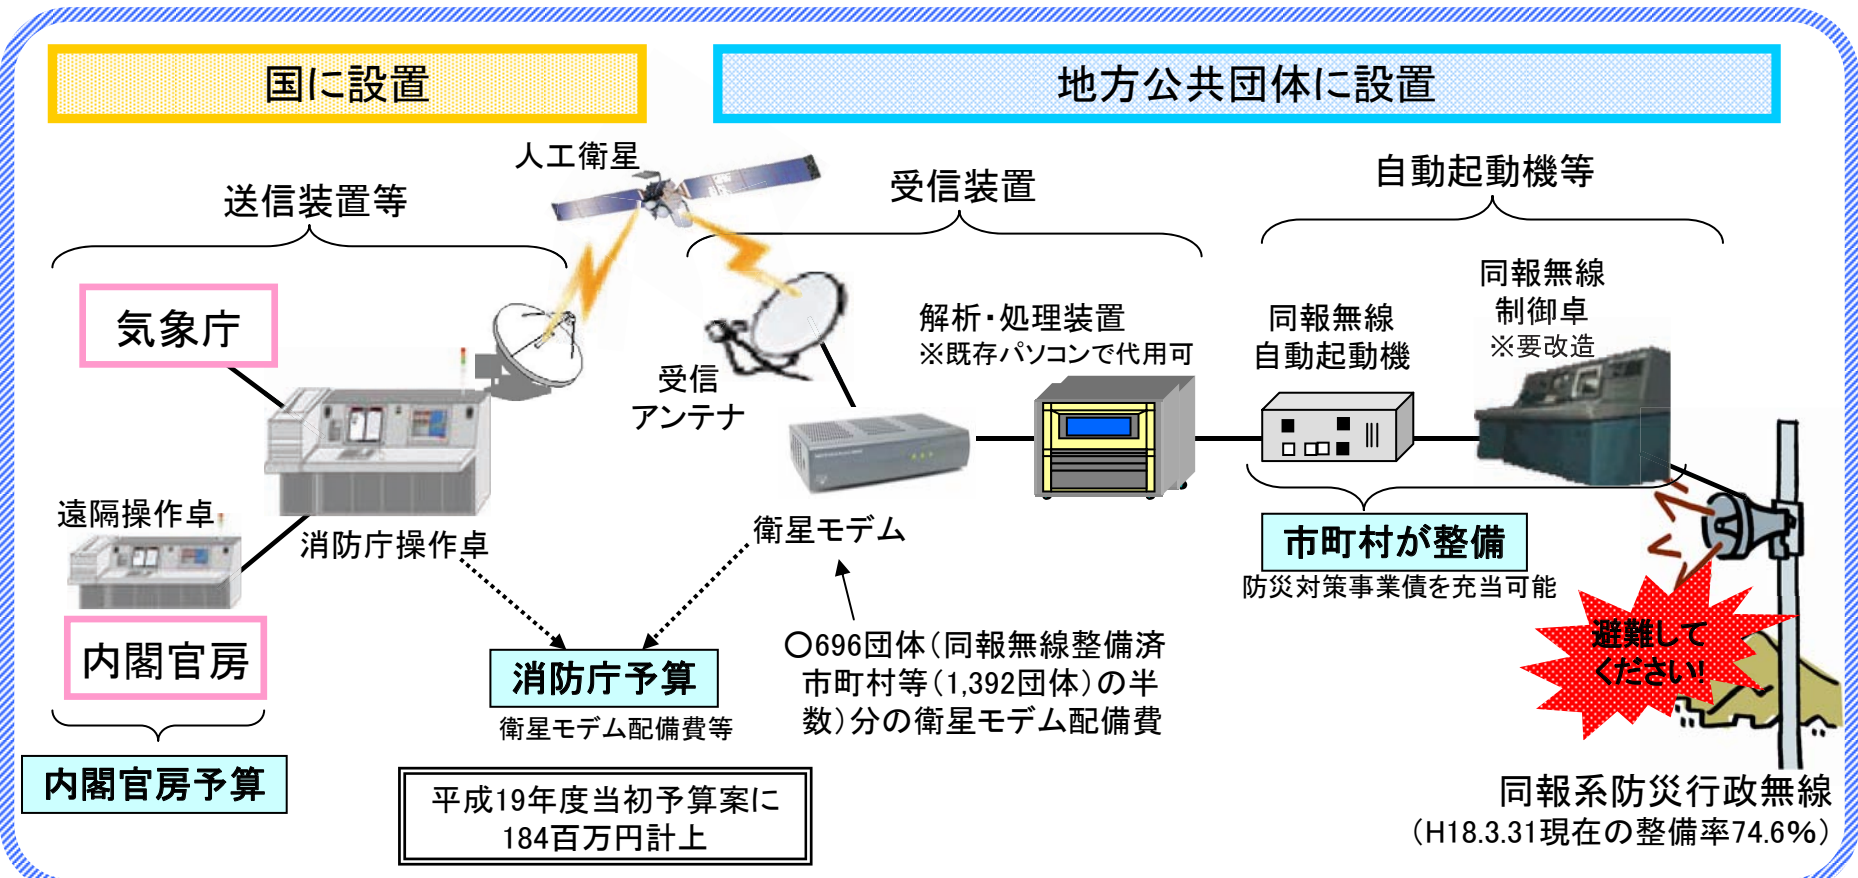 国に設置
地方公共団体に設置
人工衛星
送信装置等
受信装置
自動起動機等
気象庁
遠隔操作卓
消防庁操作卓
内閣官房
内閣官房予算
受信
アンテナ
衛星モデム
解析・処理装置
※既存パソコンで代用可
同報無線
自動起動機
同報無線
制御卓
※要改造
市町村が整備
防災対策事業債を充当可能
消防庁予算
衛星モデム配備費等
○696団体(同報無線整備済
市町村等(1,392団体)の半
数)分の衛星モデム配備費
平成19年度当初予算案に
184百万円計上
避難して
ください!
同報系防災行政無線
(H18.3.31現在の整備率74.6%)